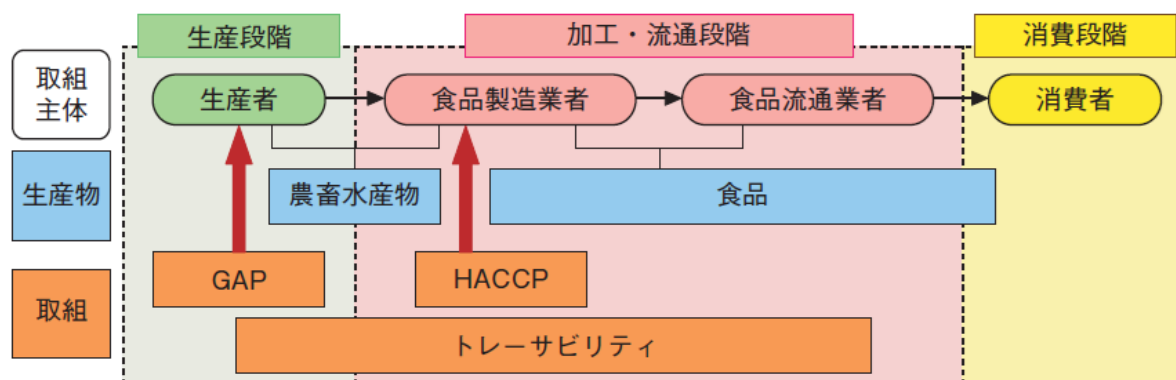 生産段階
加工・流通段階
消費段階
取組
主体
生産者
食品製造業者
食品流通業者
消費者
生産物
農畜水産物
食品
取組
GAP
HACCP
トレーサビリティ